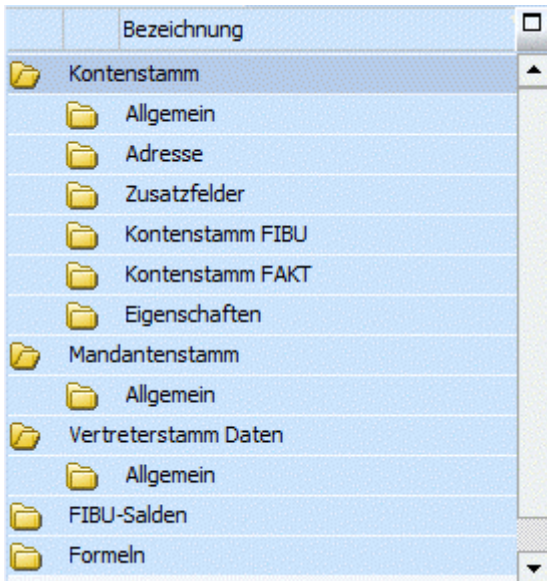 Bezeichnung
Kontenstamm
Allgemein
Adresse
Zusatzfelder
Kontenstamm FIBU
Kontenstamm FAKT
Eigenschaften
Mandantenstamm
Allgemein
Vertreterstamm Daten
Allgemein
FIBU-Salden
Formeln